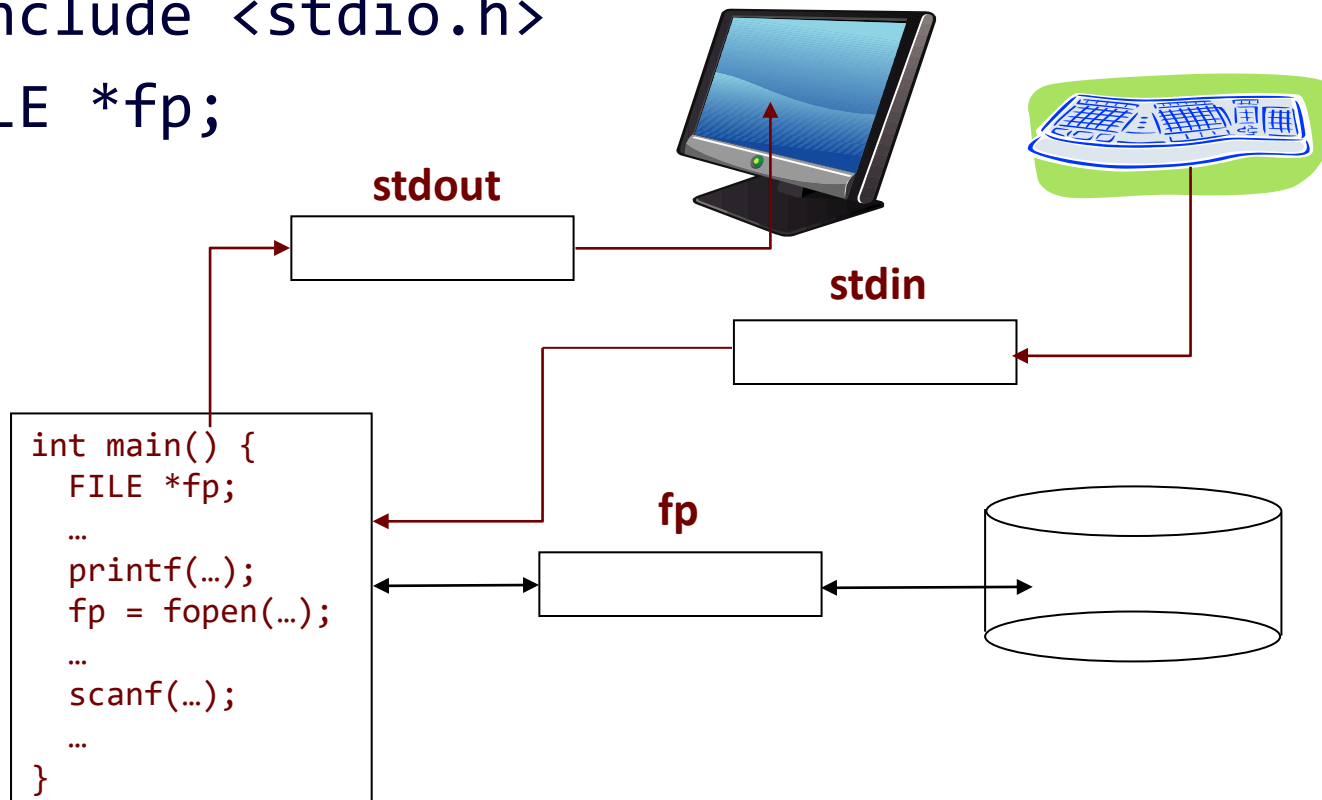 nclude <stdio.h>
LE *fp;
stdout
stdin
fp
int main() {
FILE *fp;
…
printf(…);
fp = fopen(…);
…
scanf(…);
…
}